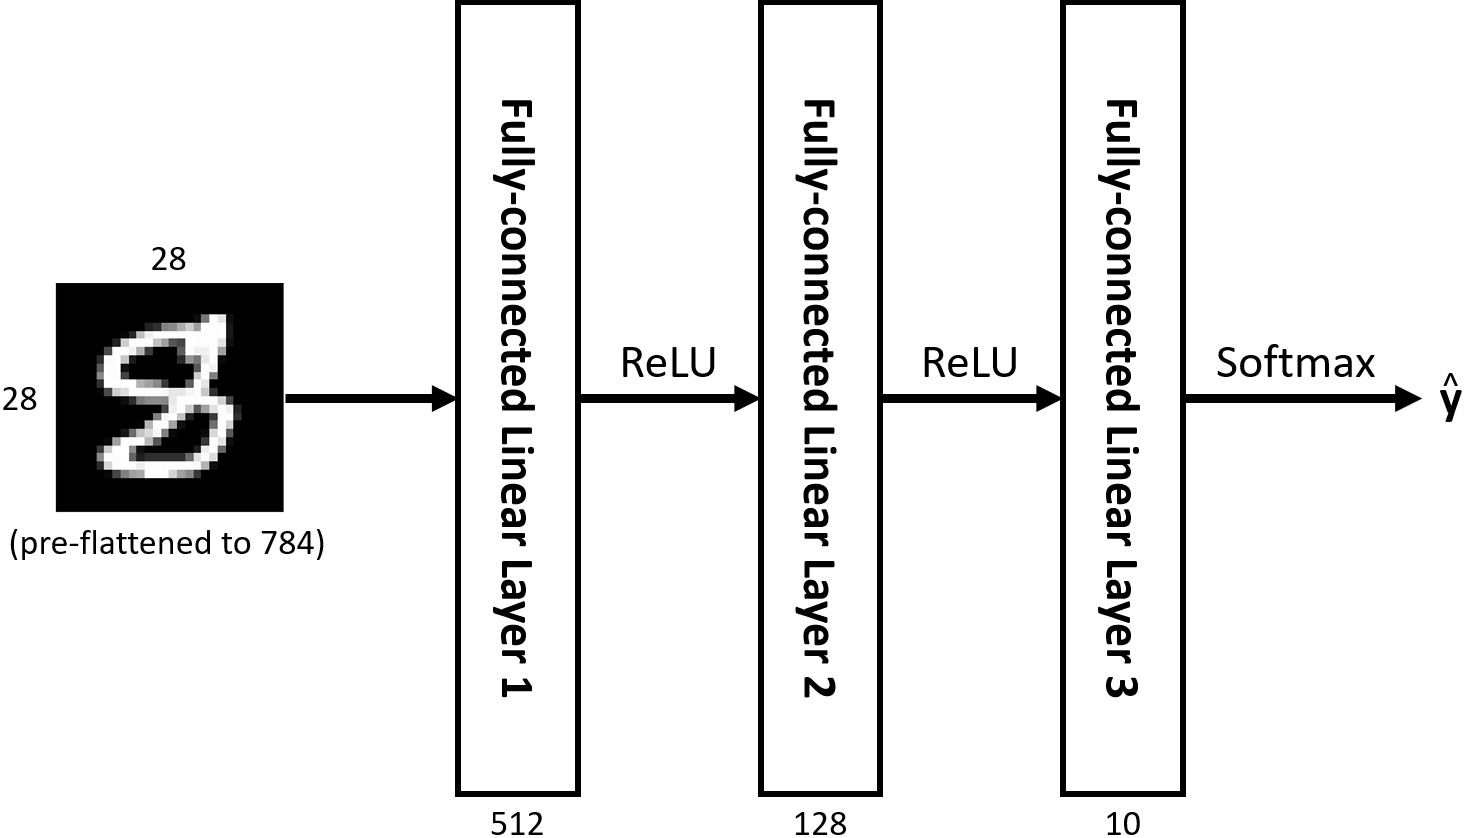 28
28
(pre-flattened to 784)
Fully-connected Linear Layer 1
512
ReLU
Fully-connected Linear Layer 2
128
ReLU
Fully-connected Linear Layer 3
10
Softmax
ŷ